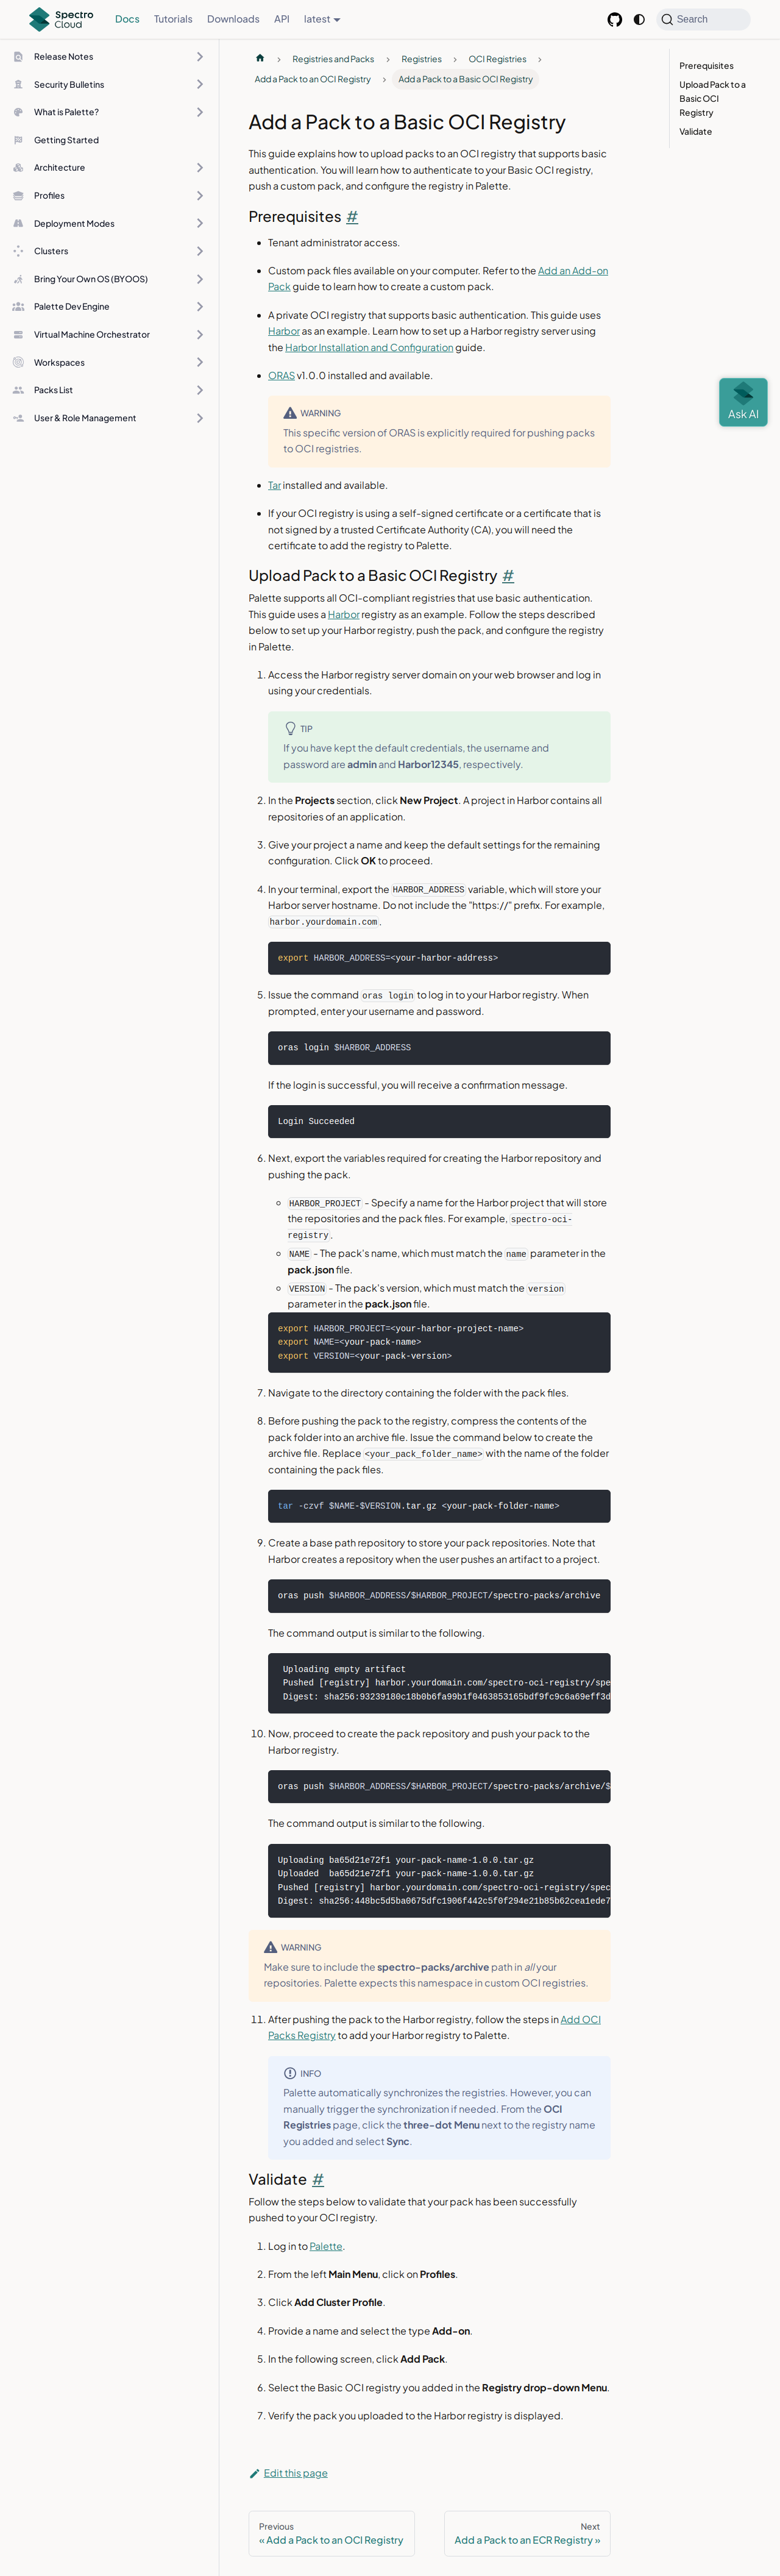 Spectro Cloud
Docs Tutorials Downloads API latest
Search
Release Notes
Security Bulletins
What is Palette?
Getting Started
Architecture
Profiles
Deployment Modes
Clusters
Bring Your Own OS (BYOOS)
Palette Dev Engine
Virtual Machine Orchestrator
Workspaces
Packs List
User & Role Management
Registries and Packs
Registries
OCI Registries
Add a Pack to an OCI Registry
Add a Pack to a Basic OCI Registry
Add a Pack to a Basic OCI Registry
This guide explains how to upload packs to an OCI registry that supports basic
authentication. You will learn how to authenticate to your Basic OCI registry,
push a custom pack, and configure the registry in Palette.
Prerequisites #
Tenant administrator access.
Custom pack files available on your computer. Refer to the Add an Add-on
Pack guide to learn how to create a custom pack.
A private OCI registry that supports basic authentication. This guide uses
Harbor as an example. Learn how to set up a Harbor registry server using
the Harbor Installation and Configuration guide.
ORAS v1.0.0 installed and available.
WARNING
This specific version of ORAS is explicitly required for pushing packs
to OCI registries.
Tar installed and available.
If your OCI registry is using a self-signed certificate or a certificate that is
not signed by a trusted Certificate Authority (CA), you will need the
certificate to add the registry to Palette.
Upload Pack to a Basic OCI Registry #
Palette supports all OCI-compliant registries that use basic authentication.
This guide uses a Harbor registry as an example. Follow the steps described
below to set up your Harbor registry, push the pack, and configure the registry
in Palette.
1. Access the Harbor registry server domain on your web browser and log in
using your credentials.
TIP
If you have kept the default credentials, the username and
password are admin and Harbor12345, respectively.
2. In the Projects section, click New Project. A project in Harbor contains all
repositories of an application.
3. Give your project a name and keep the default settings for the remaining
configuration. Click OK to proceed.
4. In your terminal, export the HARBOR_ADDRESS variable, which will store your
Harbor server hostname. Do not include the "https://" prefix. For example,
harbor.yourdomain.com.
export HARBOR_ADDRESS=<your-harbor-address>
5. Issue the command oras login to log in to your Harbor registry. When
prompted, enter your username and password.
oras login $HARBOR_ADDRESS
If the login is successful, you will receive a confirmation message.
Login Succeeded
6. Next, export the variables required for creating the Harbor repository and
pushing the pack.
HARBOR_PROJECT - Specify a name for the Harbor project that will store
the repositories and the pack files. For example, spectro-oci-
registry.
NAME - The pack's name, which must match the name parameter in the
pack.json file.
VERSION - The pack's version, which must match the version
parameter in the pack.json file.
export HARBOR_PROJECT=<your-harbor-project-name>
export NAME=<your-pack-name>
export VERSION=<your-pack-version>
7. Navigate to the directory containing the folder with the pack files.
8. Before pushing the pack to the registry, compress the contents of the
pack folder into an archive file. Issue the command below to create the
archive file. Replace <your_pack_folder_name> with the name of the folder
containing the pack files.
tar -czvf $NAME-$VERSION.tar.gz <your-pack-folder-name>
9. Create a base path repository to store your pack repositories. Note that
Harbor creates a repository when the user pushes an artifact to a project.
oras push $HARBOR_ADDRESS/$HARBOR_PROJECT/spectro-packs/archive
The command output is similar to the following.
Uploading empty artifact
Pushed [registry] harbor.yourdomain.com/spectro-oci-registry/spe
Digest: sha256:93239180c18b0b6fa99b1f0463853165bdf9fc9c6a69eff3d
10. Now, proceed to create the pack repository and push your pack to the
Harbor registry.
oras push $HARBOR_ADDRESS/$HARBOR_PROJECT/spectro-packs/archive/$
The command output is similar to the following.
Uploading ba65d21e72f1 your-pack-name-1.0.0.tar.gz
Uploaded  ba65d21e72f1 your-pack-name-1.0.0.tar.gz
Pushed [registry] harbor.yourdomain.com/spectro-oci-registry/spec
Digest: sha256:448bc5d5ba0675dfc1906f442c5f0f294e21b85b62cea1ede7
WARNING
Make sure to include the spectro-packs/archive path in all your
repositories. Palette expects this namespace in custom OCI registries.
11. After pushing the pack to the Harbor registry, follow the steps in Add OCI
Packs Registry to add your Harbor registry to Palette.
INFO
Palette automatically synchronizes the registries. However, you can
manually trigger the synchronization if needed. From the OCI
Registries page, click the three-dot Menu next to the registry name
you added and select Sync.
Validate #
Follow the steps below to validate that your pack has been successfully
pushed to your OCI registry.
1. Log in to Palette.
2. From the left Main Menu, click on Profiles.
3. Click Add Cluster Profile.
4. Provide a name and select the type Add-on.
5. In the following screen, click Add Pack.
6. Select the Basic OCI registry you added in the Registry drop-down Menu.
7. Verify the pack you uploaded to the Harbor registry is displayed.
Edit this page
Previous
« Add a Pack to an OCI Registry
Next
Add a Pack to an ECR Registry »
Prerequisites
Upload Pack to a
Basic OCI
Registry
Validate
Ask AI